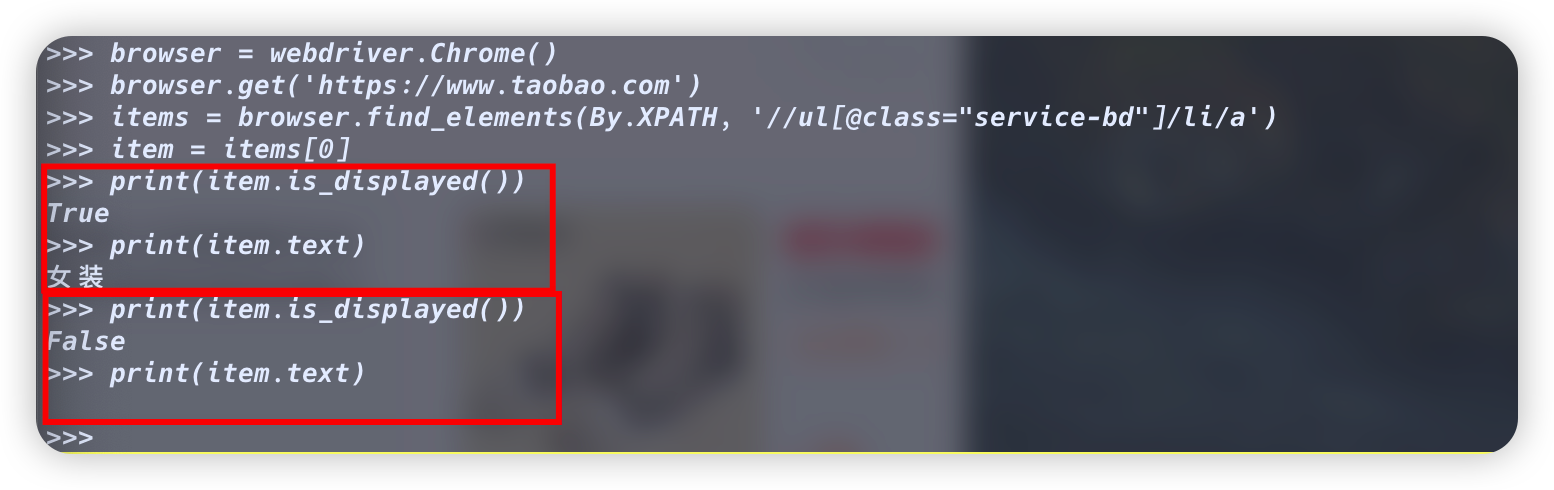 >>> browser = webdriver.Chrome()
>>> browser.get('https://www.taobao.com')
>>> items = browser.find_elements(By.XPATH, '//ul[@class="service-bd"]/li/a')
>>> item = items[0]
>>> print(item.is_displayed())
True
>>> print(item.text)
女装
>>> print(item.is_displayed())
False
>>> print(item.text)
>>>